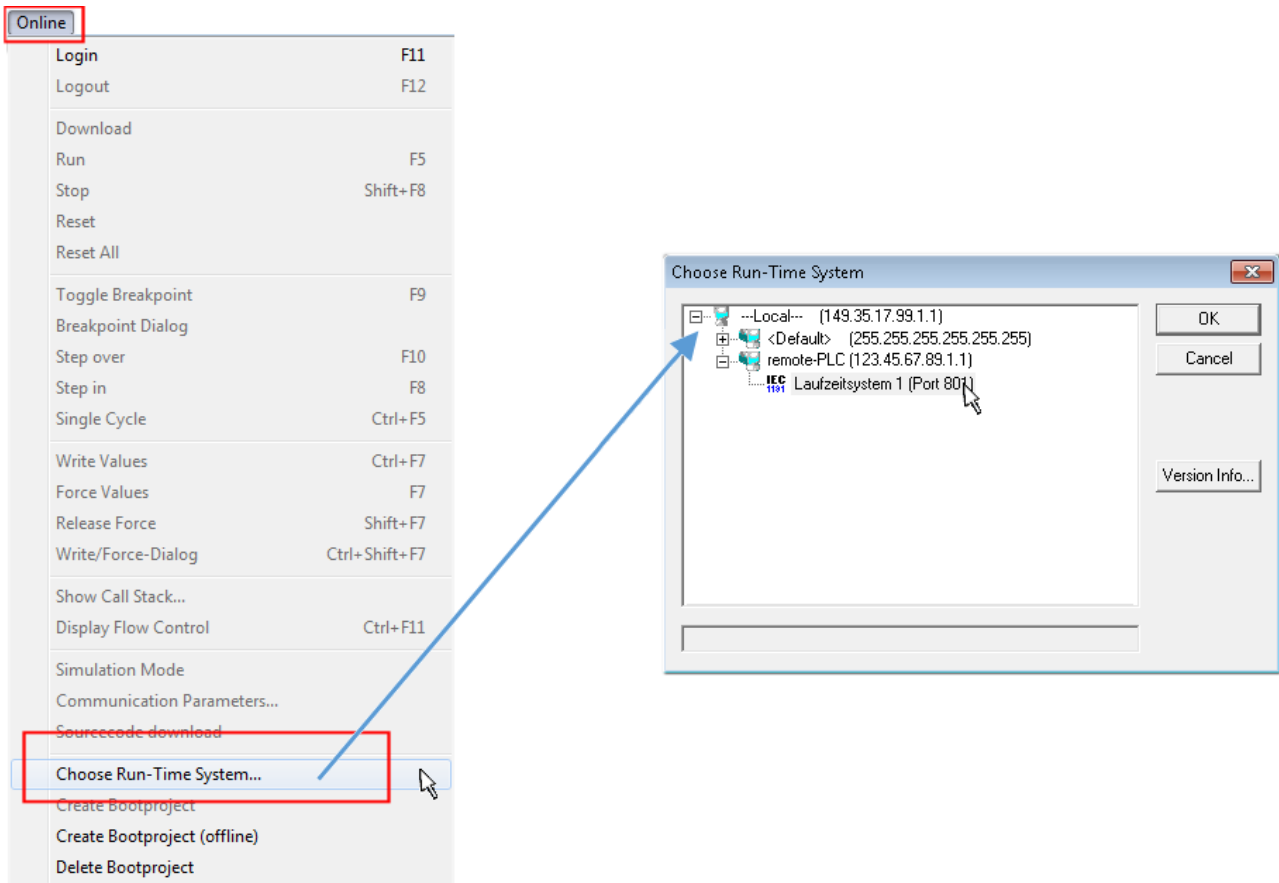 Online
Login F11
Logout F12
Download
Run F5
Stop Shift+F8
Reset
Reset All
Toggle Breakpoint F9
Breakpoint Dialog
Step over F10
Step in F8
Single Cycle Ctrl+F5
Write Values Ctrl+F7
Force Values F7
Release Force Shift+F7
Write/Force-Dialog Ctrl+Shift+F7
Show Call Stack...
Display Flow Control Ctrl+F11
Simulation Mode
Communication Parameters...
Sourcecode download
Choose Run-Time System...
Create Bootproject
Create Bootproject (offline)
Delete Bootproject
Choose Run-Time System
---Local--- (149.35.17.99.1.1)
<Default> (255.255.255.255.255.255)
remote-PLC (123.45.67.89.1.1)
IEC 1131 Laufzeitsystem 1 (Port 801)
OK
Cancel
Version Info...